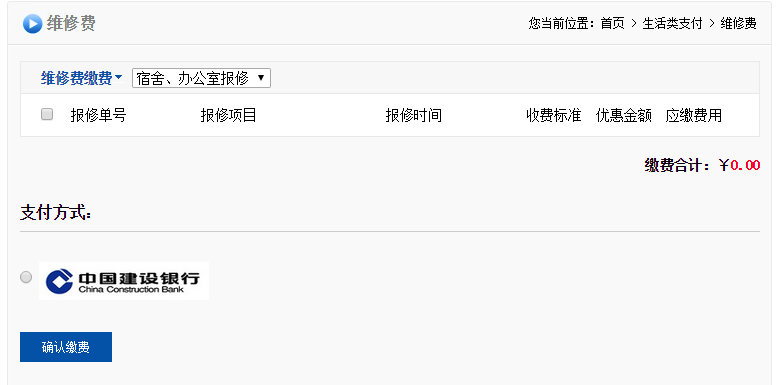 维修费
您当前位置：首页 > 生活类支付 > 维修费
维修费缴费 宿舍、办公室报修
报修单号 报修项目 报修时间 收费标准 优惠金额 应缴费用
缴费合计：￥0.00
支付方式：
中国建设银行
China Construction Bank
确认缴费